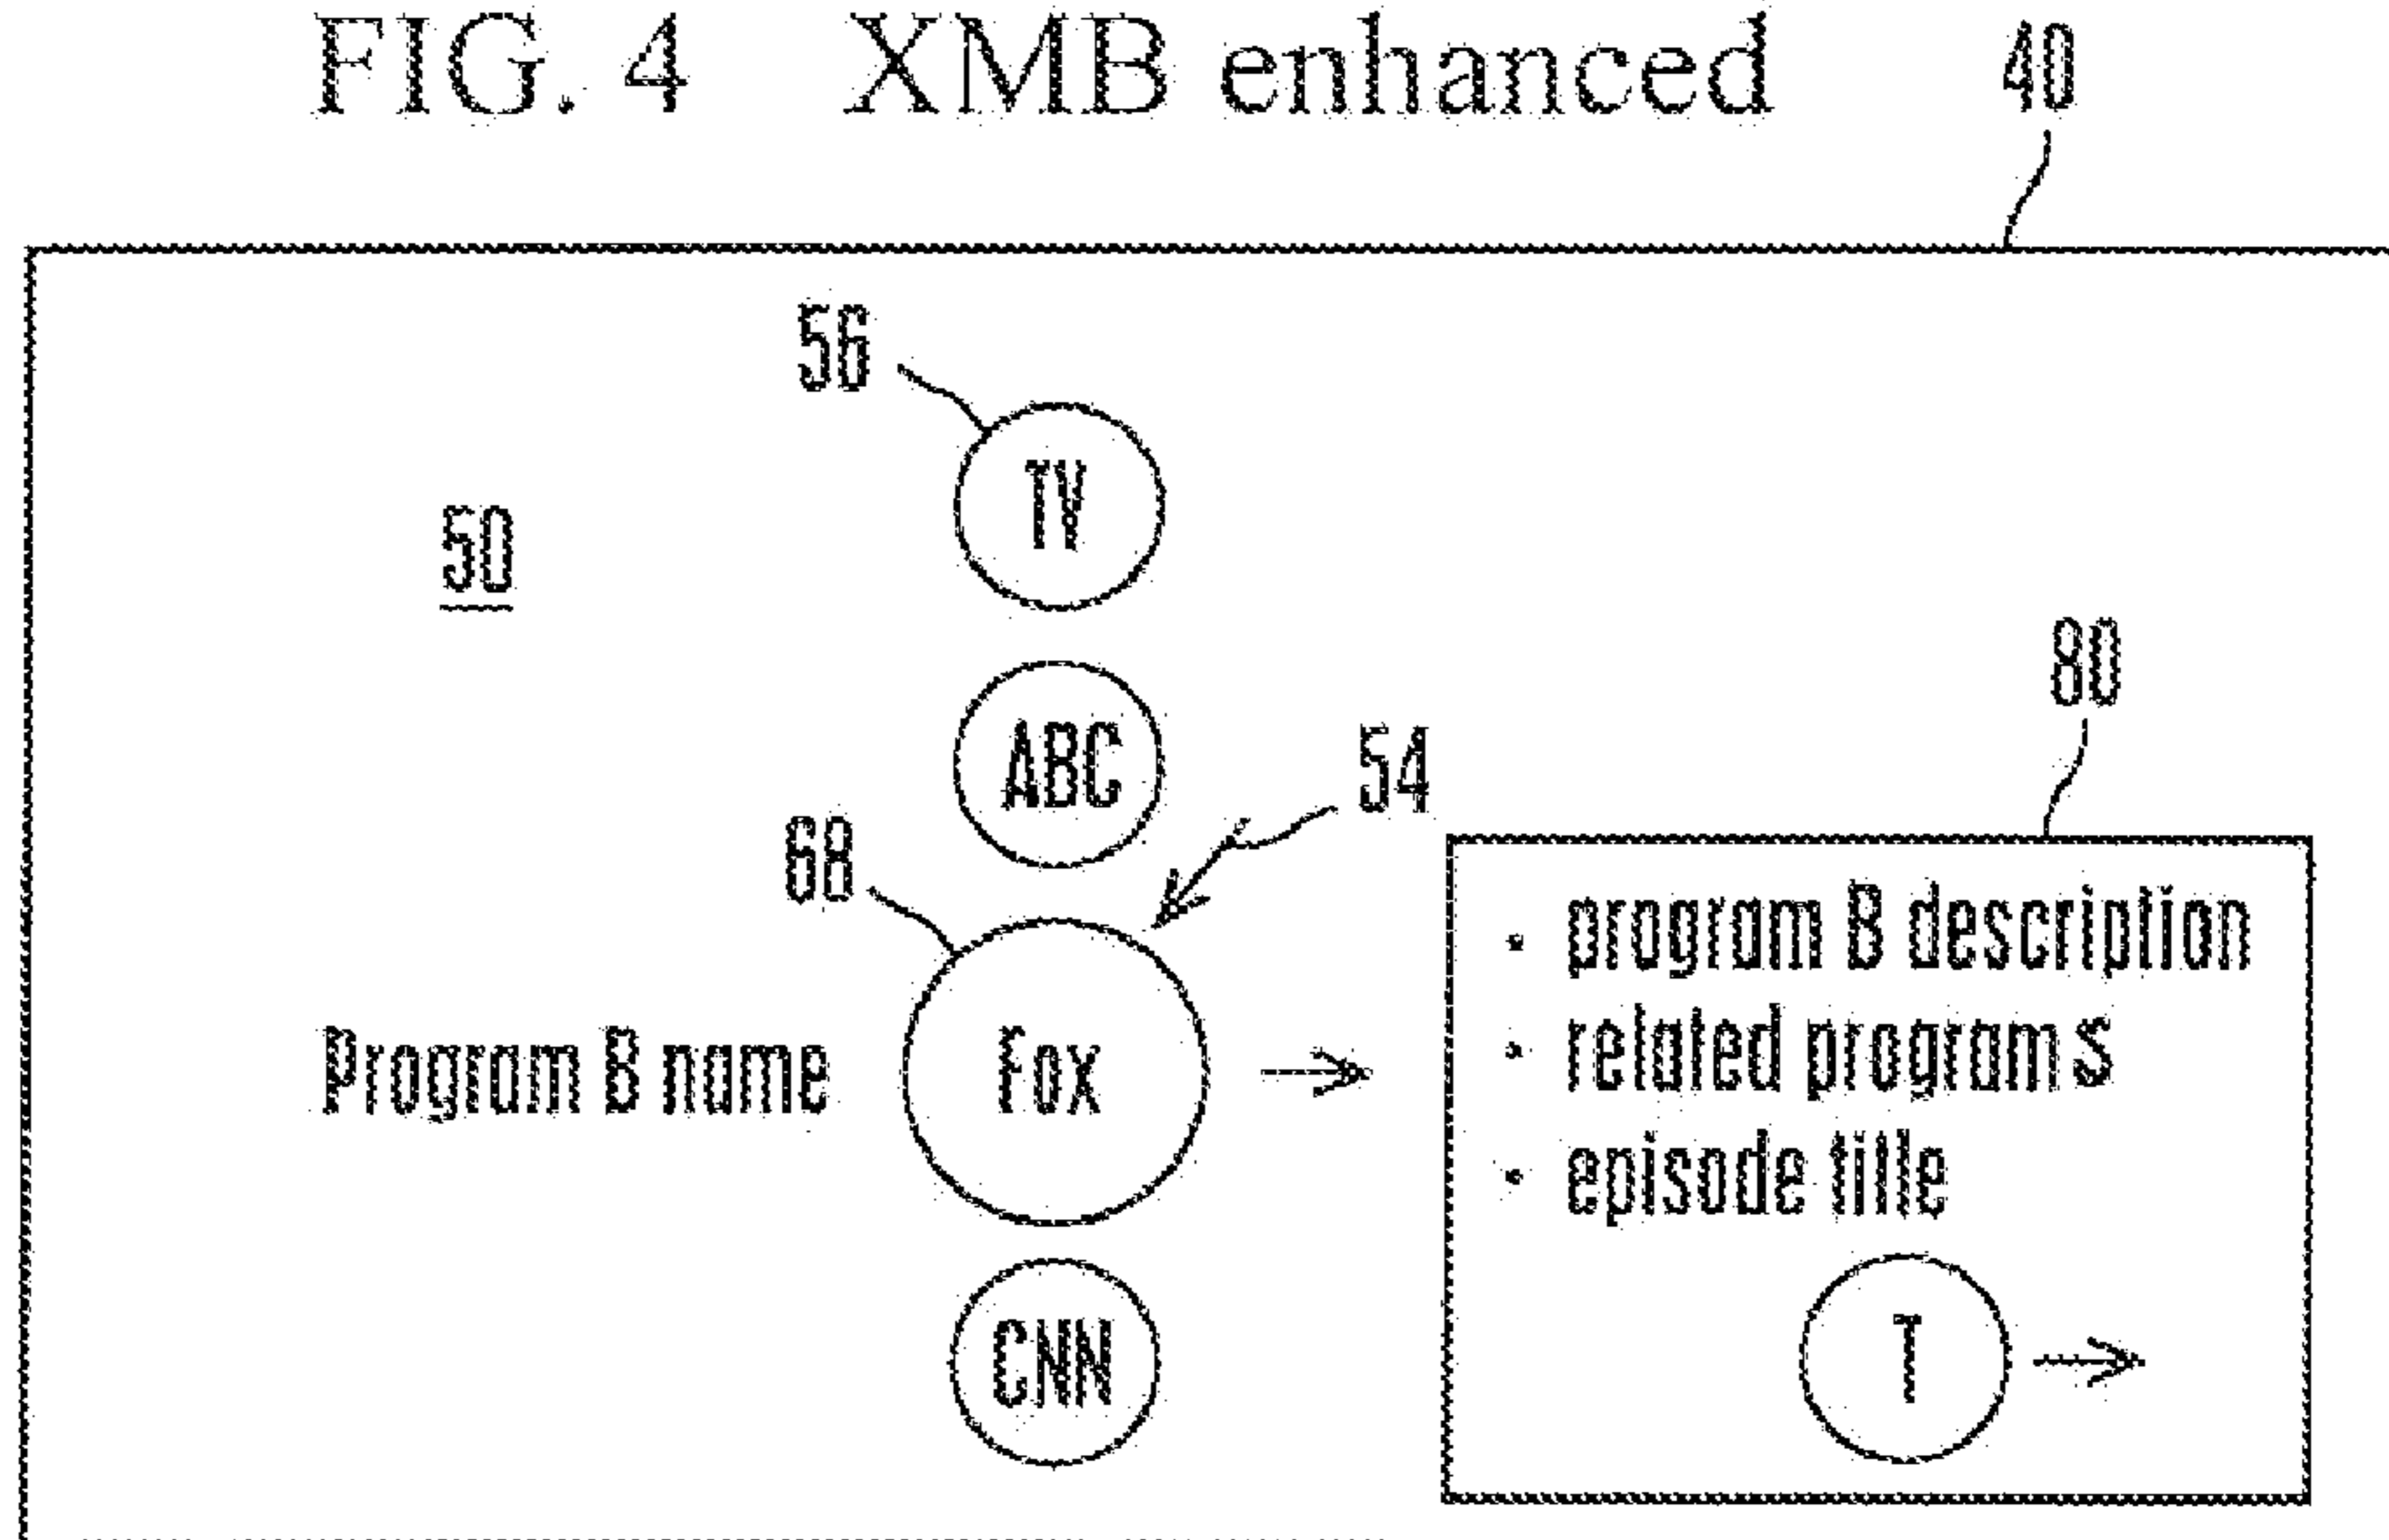 FIG. 4 XMB enhanced
40
56
TV
50
80
ABC
54
68
Program B name
Fox
• program B description
• related programs
• episode title
CNN
T